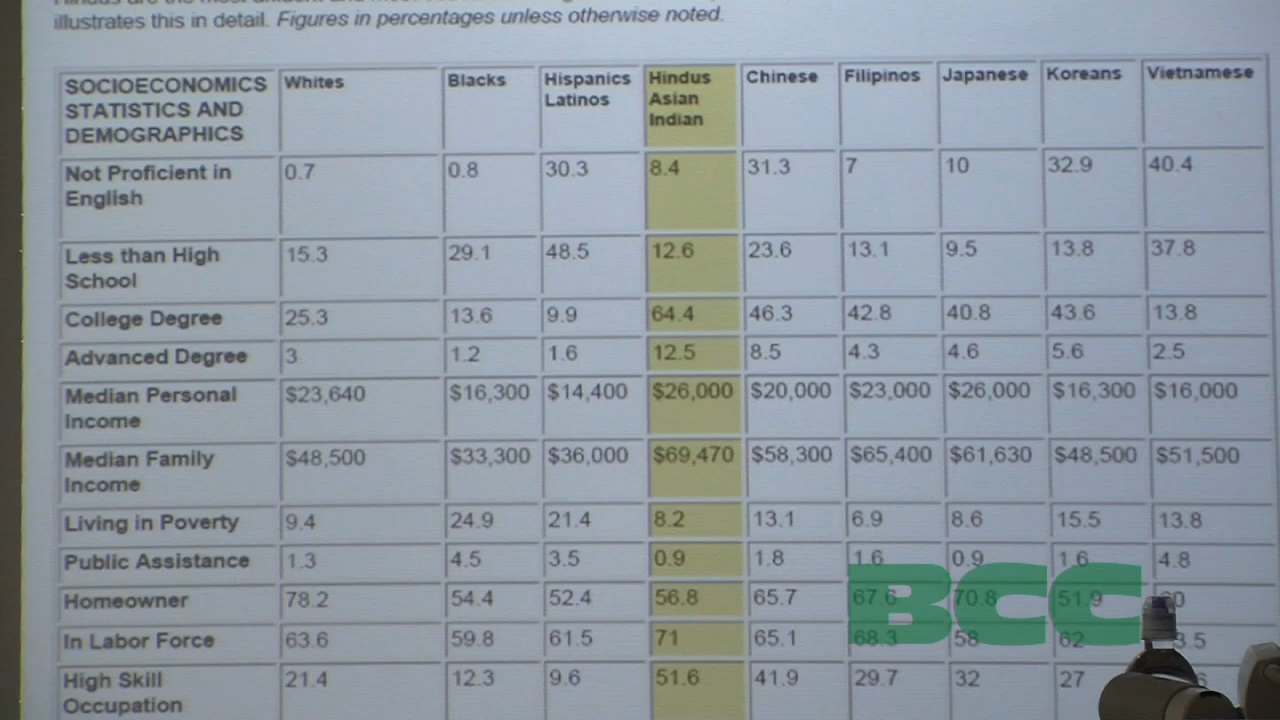 illustrates this in detail. Figures in percentages unless otherwise noted.
SOCIOECONOMICS STATISTICS AND DEMOGRAPHICS Whites Blacks Hispanics Latinos Hindus Asian Indian Chinese Filipinos Japanese Koreans Vietnamese
Not Proficient in English 0.7 0.8 30.3 8.4 31.3 7 10 32.9 40.4
Less than High School 15.3 29.1 48.5 12.6 23.6 13.1 9.5 13.8 37.8
College Degree 25.3 13.6 9.9 64.4 46.3 42.8 40.8 43.6 13.8
Advanced Degree 3 1.2 1.6 12.5 8.5 4.3 4.6 5.6 2.5
Median Personal Income $23,640 $16,300 $14,400 $26,000 $20,000 $23,000 $26,000 $16,300 $16,000
Median Family Income $48,500 $33,300 $36,000 $69,470 $58,300 $65,400 $61,630 $48,500 $51,500
Living in Poverty 9.4 24.9 21.4 8.2 13.1 6.9 8.6 15.5 13.8
Public Assistance 1.3 4.5 3.5 0.9 1.8 1.6 0.9 1.6 4.8
Homeowner 78.2 54.4 52.4 56.8 65.7 67.6 70.8 51.9
In Labor Force 63.6 59.8 61.5 71 65.1 68.3 58 62
High Skill Occupation 21.4 12.3 9.6 51.6 41.9 29.7 32 27
BCC